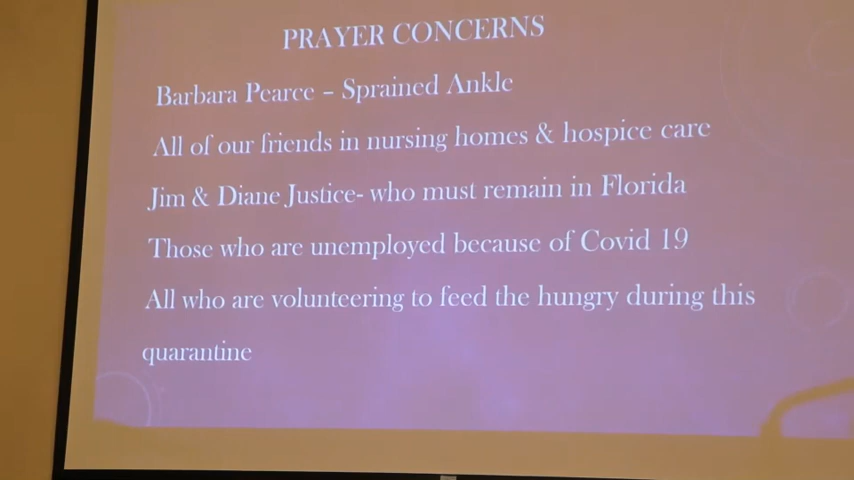 PRAYER CONCERNS
Barbara Pearce – Sprained Ankle
All of our friends in nursing homes & hospice care
Jim & Diane Justice- who must remain in Florida
Those who are unemployed because of Covid 19
All who are volunteering to feed the hungry during this
quarantine